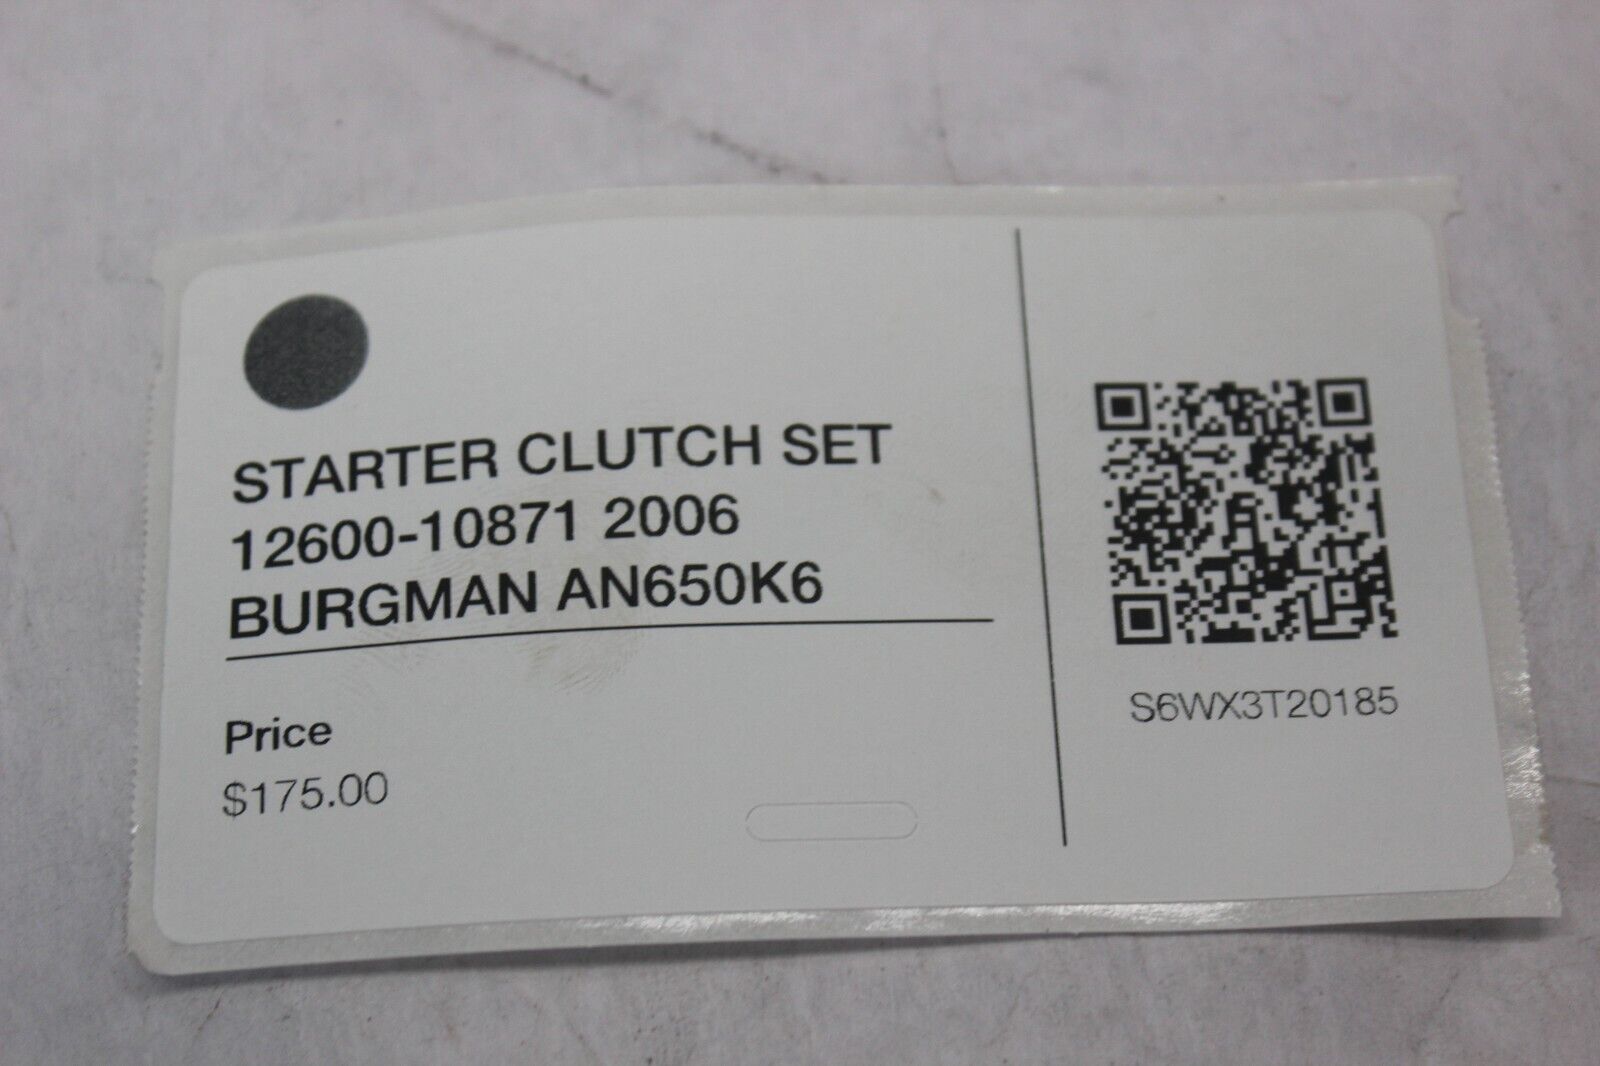 STARTER CLUTCH SET
12600-10871 2006
BURGMAN AN650K6
Price
$175.00
S6WX3T20185